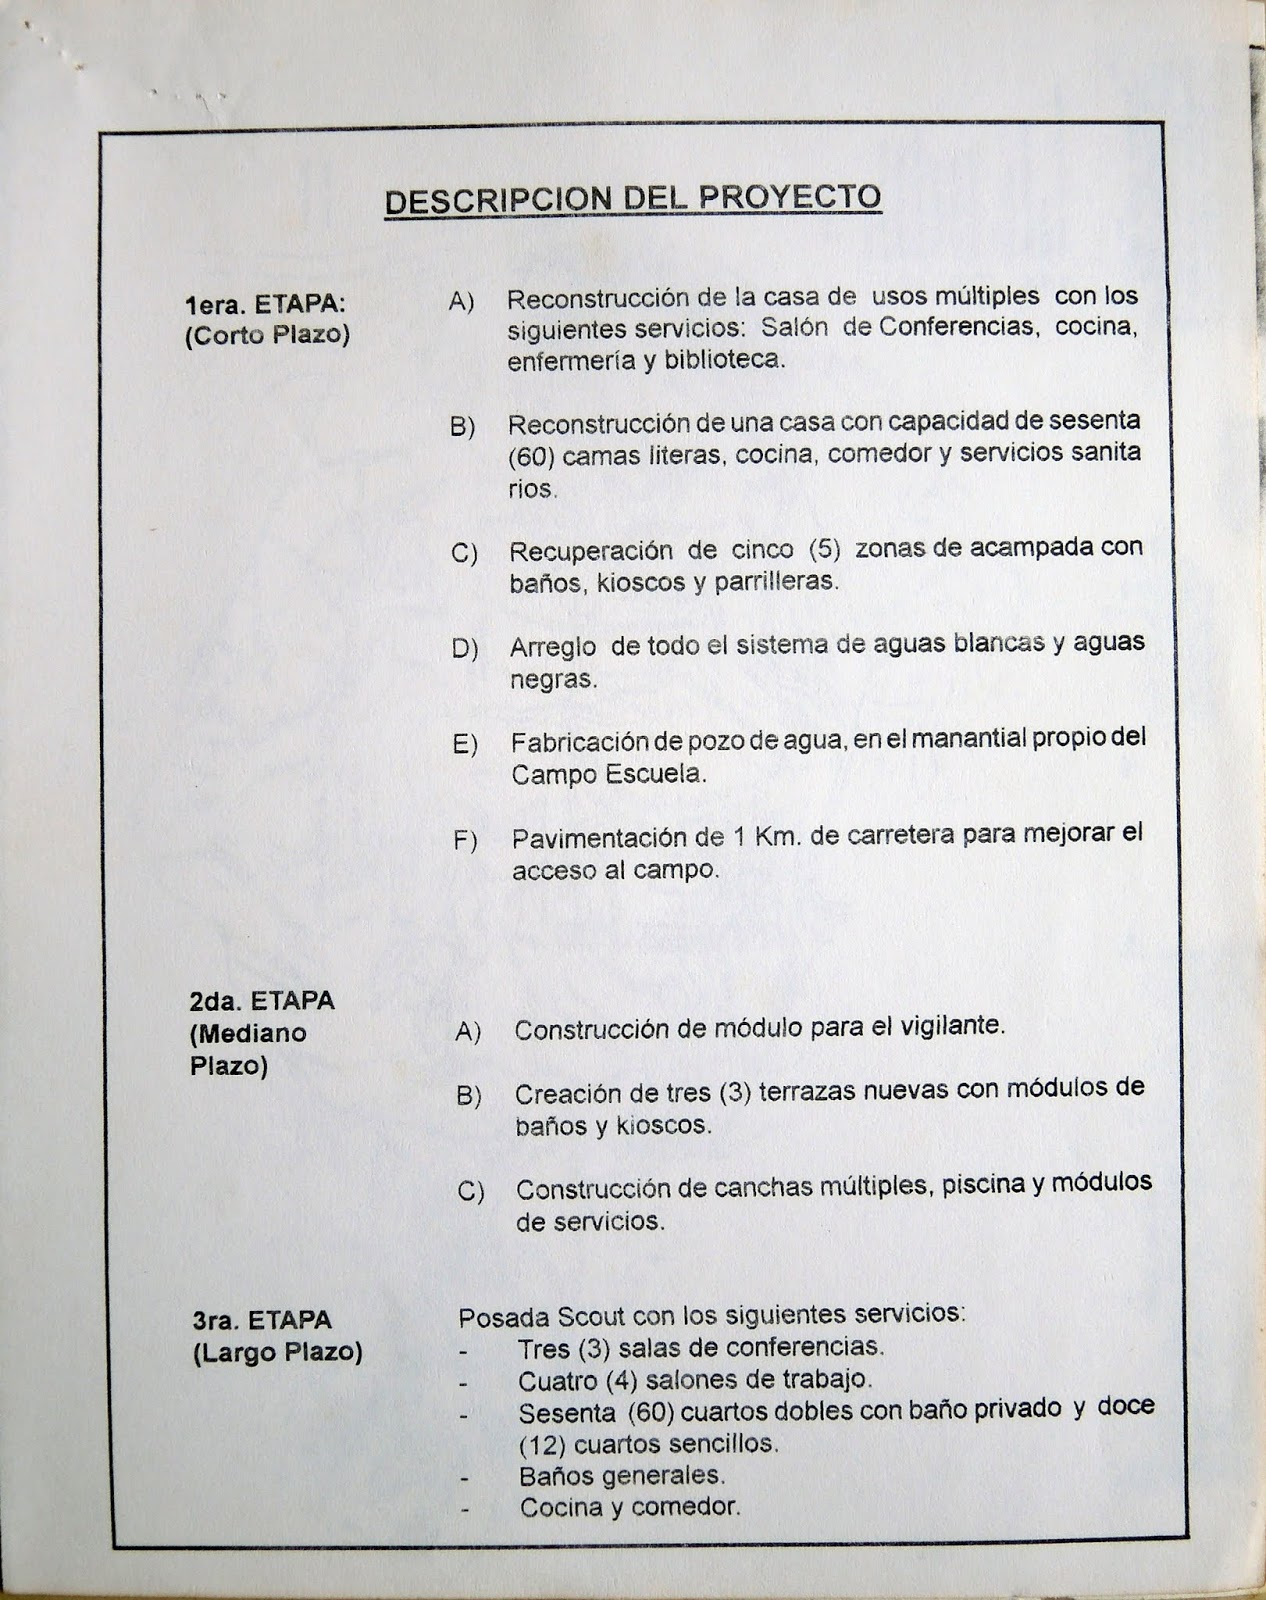 DESCRIPCION DEL PROYECTO
1era. ETAPA:
(Corto Plazo)
A) Reconstrucción de la casa de usos múltiples con los
siguientes servicios: Salón de Conferencias, cocina,
enfermería y biblioteca.
B) Reconstrucción de una casa con capacidad de sesenta
(60) camas literas, cocina, comedor y servicios sanita
rios.
C) Recuperación de cinco (5) zonas de acampada con
baños, kioscos y parrilleras.
D) Arreglo de todo el sistema de aguas blancas y aguas
negras.
E) Fabricación de pozo de agua, en el manantial propio del
Campo Escuela.
F) Pavimentación de 1 Km. de carretera para mejorar el
acceso al campo.
2da. ETAPA
(Mediano
Plazo)
A) Construcción de módulo para el vigilante.
B) Creación de tres (3) terrazas nuevas con módulos de
baños y kioscos.
C) Construcción de canchas múltiples, piscina y módulos
de servicios.
3ra. ETAPA
(Largo Plazo)
Posada Scout con los siguientes servicios:
- Tres (3) salas de conferencias.
- Cuatro (4) salones de trabajo.
- Sesenta (60) cuartos dobles con baño privado y doce
(12) cuartos sencillos.
- Baños generales.
- Cocina y comedor.